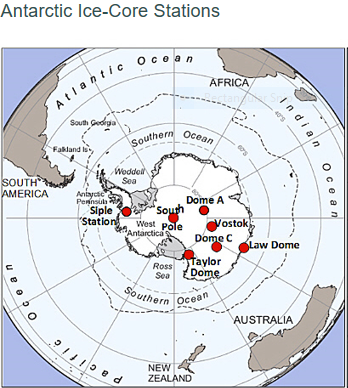 Antarctic Ice-Core Stations
Atlantic Ocean
AFRICA
Indian Ocean
South Georgia
Southern Ocean
Falkland Is.
Weddell
Sea
SOUTH
AMERICA
Antarctic
Peninsula
Dome A
Siple
Station
South
Pole
West
Antarctica
Vostok
Dome C
Law Dome
Ross
Sea
Taylor
Dome
Southern Ocean
AUSTRALIA
Pacific Ocean
NEW
ZEALAND